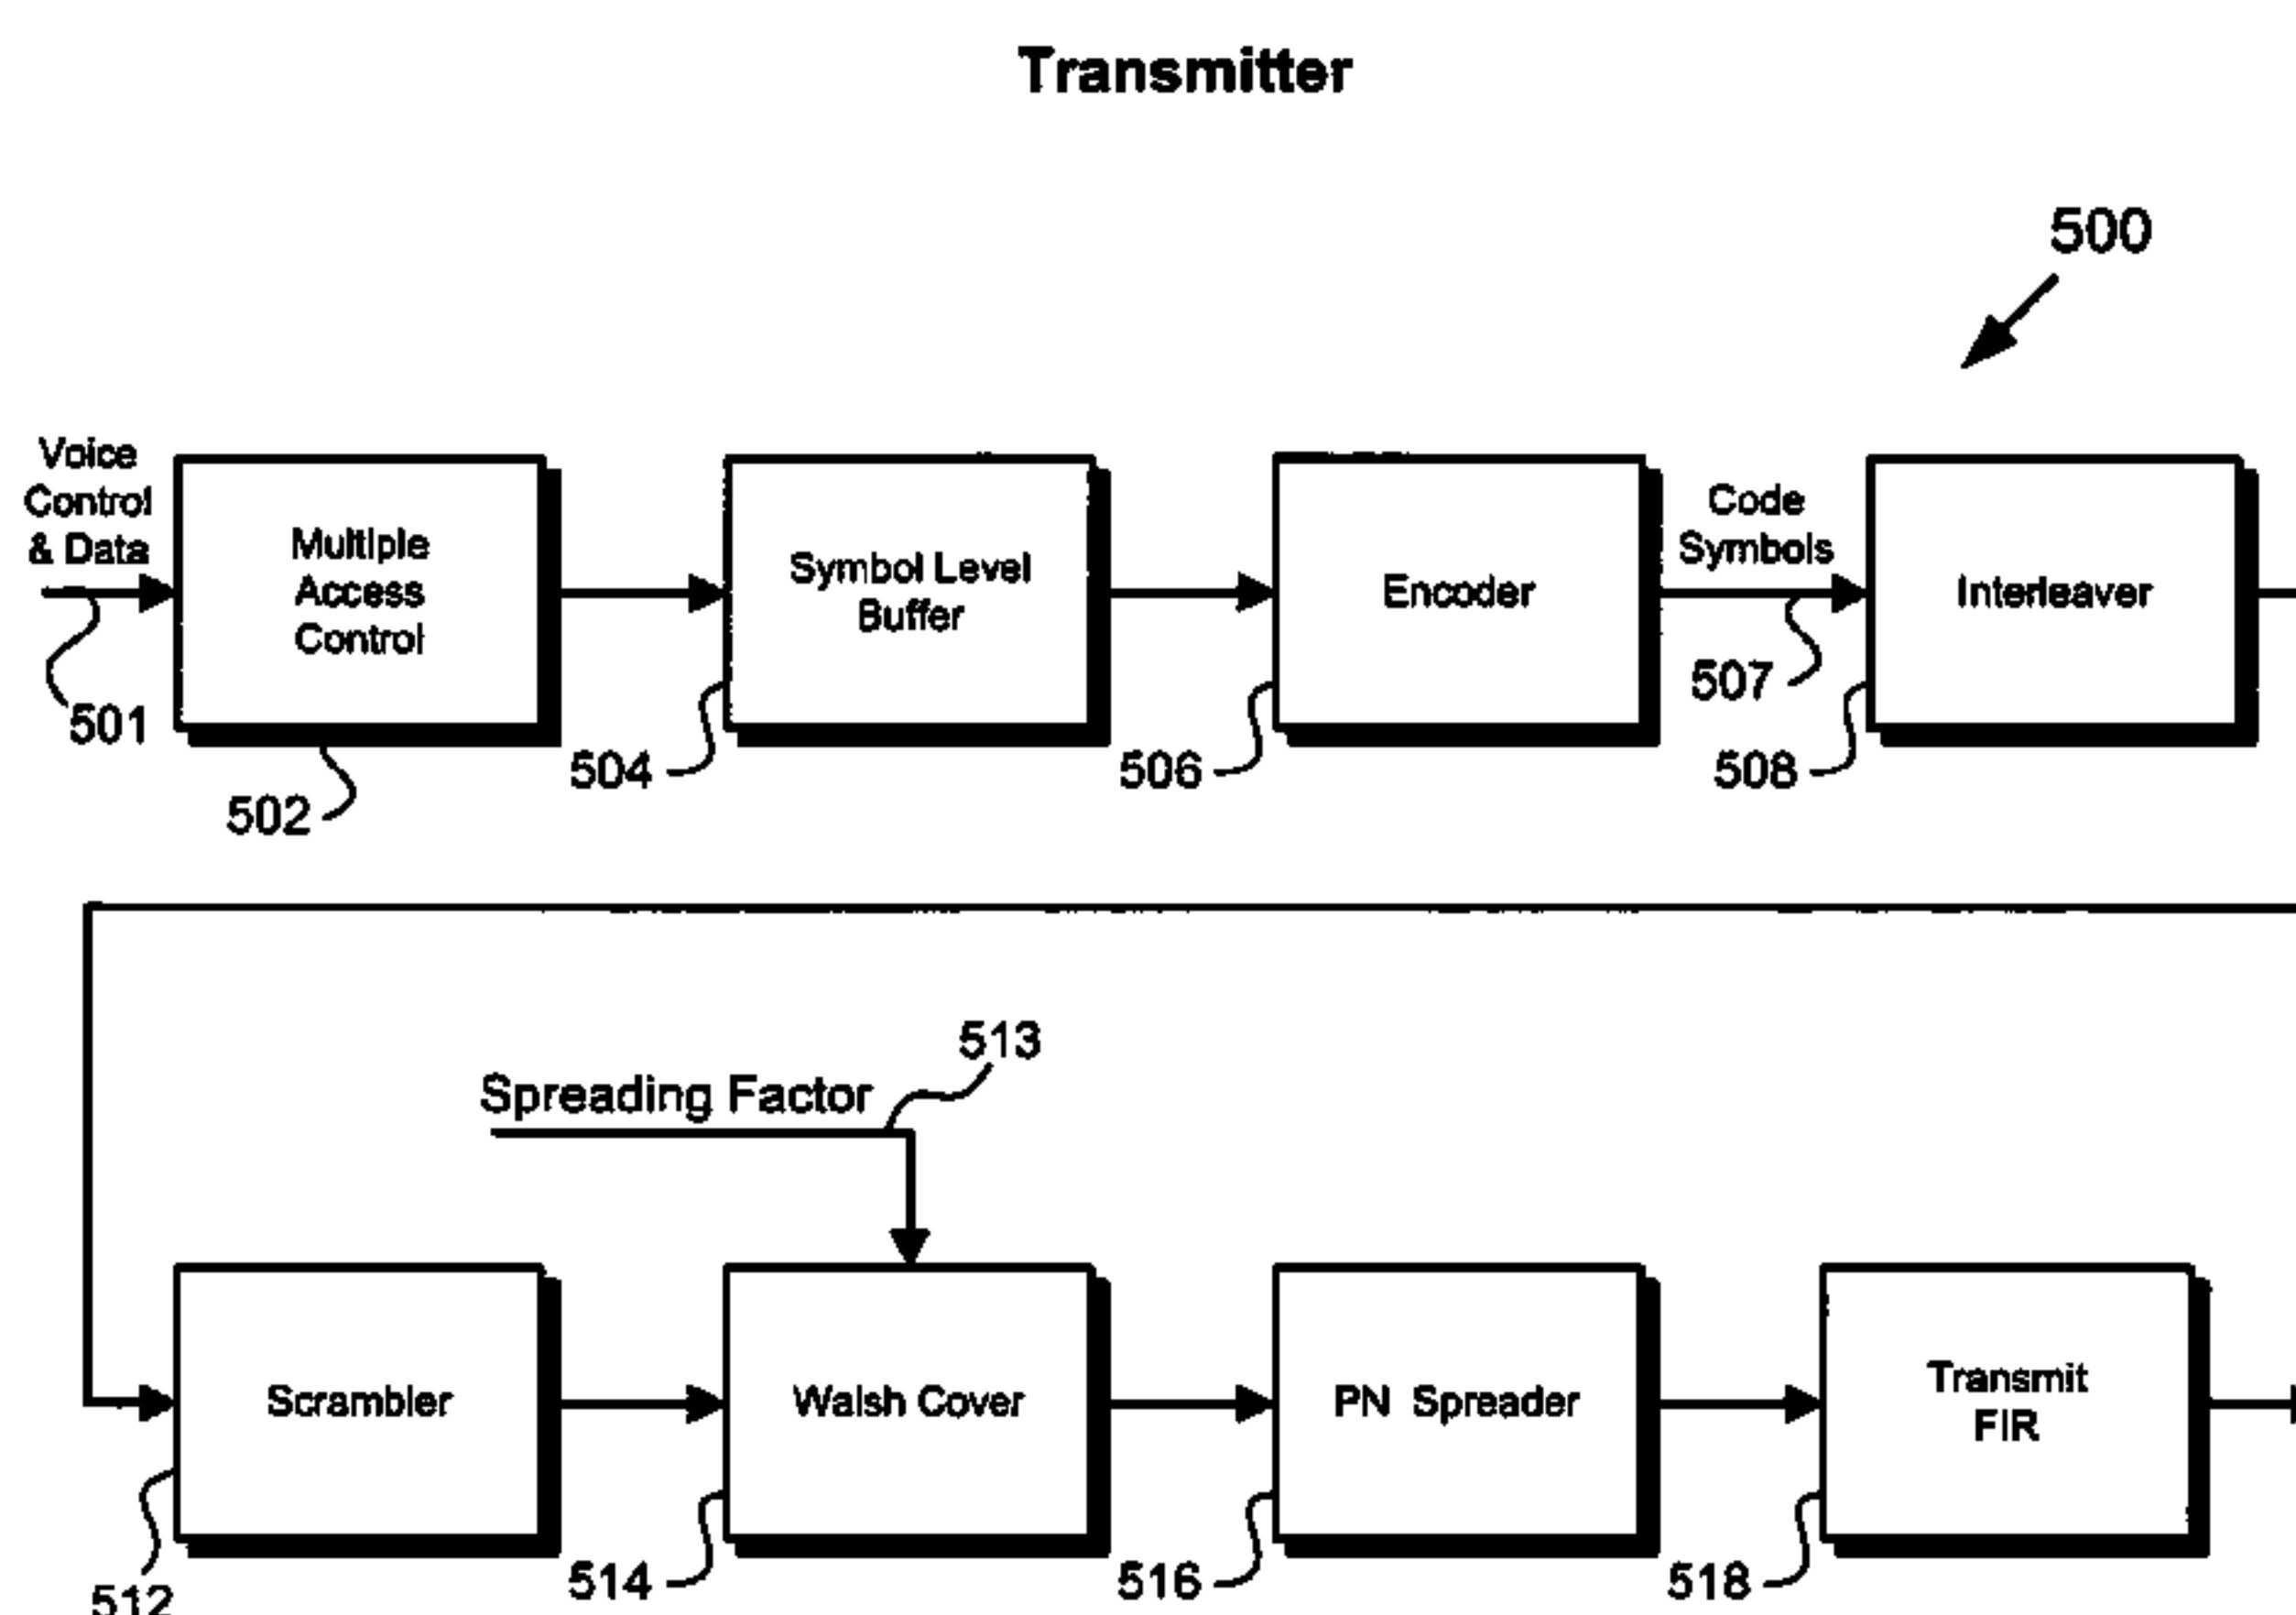 Transmitter
500
Voice
Control
& Data
501
Multiple
Access
Control
502
Symbol Level
Buffer
504
Encoder
506
Code
Symbols
507
Interleaver
508
Spreading Factor
513
Scrambler
512
Walsh Cover
514
PN Spreader
516
Transmit
FIR
518